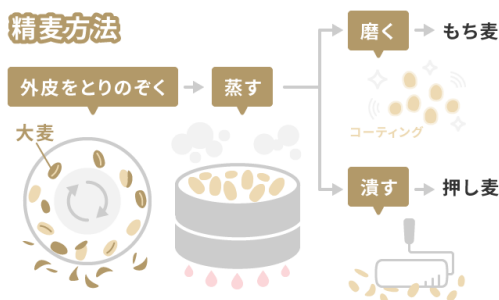 精麦方法
外皮をとりのぞく
蒸す
磨く
もち麦
大麦
コーティング
潰す
押し麦